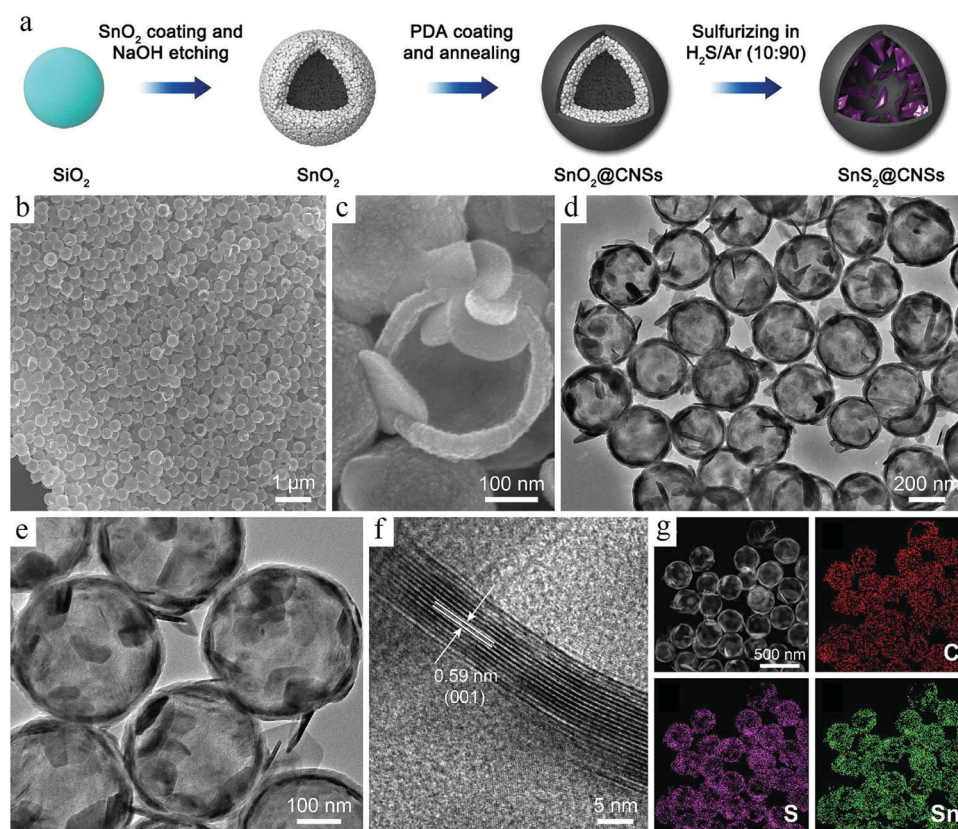 a
SnO₂ coating and
NaOH etching
PDA coating
and annealing
Sulfurizing in
H₂S/Ar (10:90)
SiO₂
SnO₂
SnO₂@CNSs
SnS₂@CNSs
b
1 µm
c
100 nm
d
200 nm
e
100 nm
f
0.59 nm
(001)
5 nm
g
500 nm
C
S
Sn